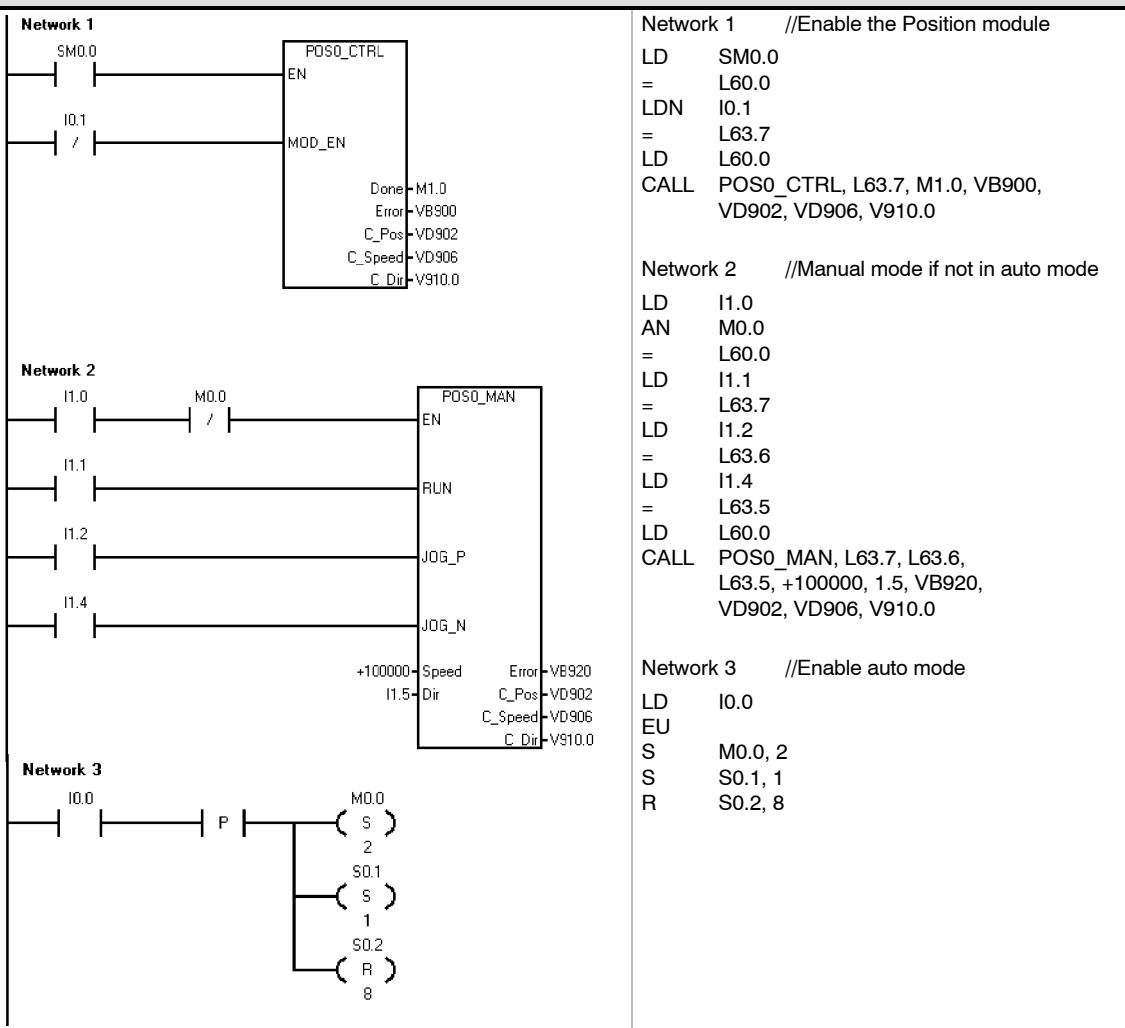 Network 1
SM0.0
POS0_CTRL
EN
I0.1
/
MOD_EN
Done M1.0
Error VB900
C_Pos VD902
C_Speed VD906
C_Dir V910.0
Network 2
I1.0 M0.0
POS0_MAN
/
EN
I1.1
RUN
I1.2
JOG_P
I1.4
JOG_N
+100000 Speed Error VB920
I1.5 Dir C_Pos VD902
C_Speed VD906
C_Dir V910.0
Network 3
I0.0 M0.0
P S
2
S0.1
S
1
S0.2
R
8
Network 1 //Enable the Position module
LD SM0.0
= L60.0
LDN I0.1
= L63.7
LD L60.0
CALL POS0_CTRL, L63.7, M1.0, VB900,
VD902, VD906, V910.0
Network 2 //Manual mode if not in auto mode
LD I1.0
AN M0.0
= L60.0
LD I1.1
= L63.7
LD I1.2
= L63.6
LD I1.4
= L63.5
LD L60.0
CALL POS0_MAN, L63.7, L63.6,
L63.5, +100000, 1.5, VB920,
VD902, VD906, V910.0
Network 3 //Enable auto mode
LD I0.0
EU
S M0.0, 2
S S0.1, 1
R S0.2, 8